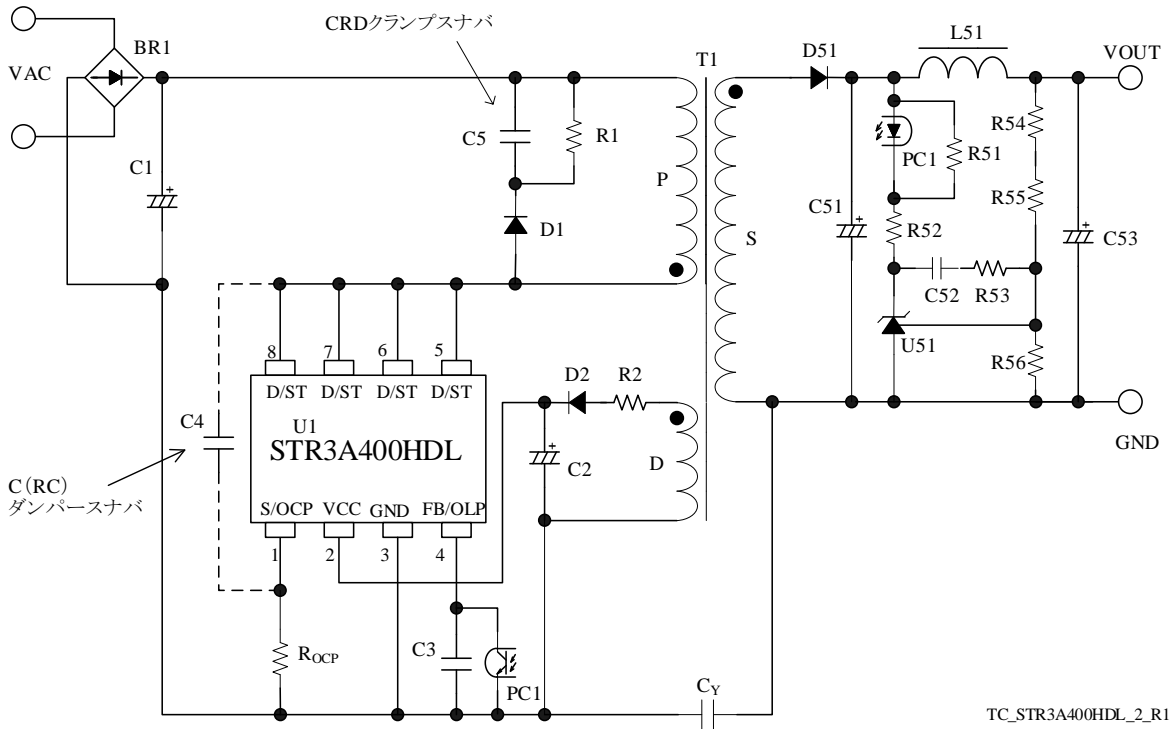 CRDクランプスナバ
BR1
VAC
C1
C5
R1
D1
T1
P
S
D51
L51
VOUT
PC1
R51
R54
R55
C51
R52
C53
C52
R53
U51
R56
GND
8
7
6
5
D/ST
D/ST
D/ST
D/ST
U1
STR3A400HDL
S/OCP
VCC
GND
FB/OLP
1
2
3
4
C4
C(RC)
ダンパースナバ
D2
R2
C2
D
ROCP
C3
PC1
CY
TC_STR3A400HDL_2_R1